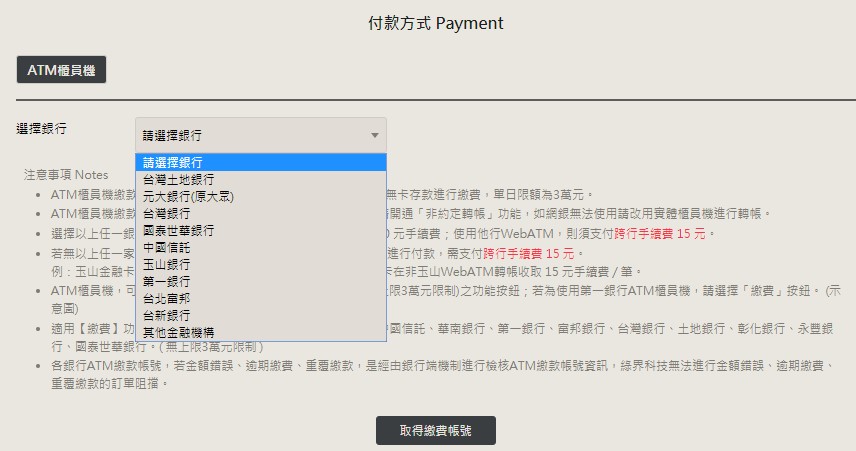 付款方式 Payment
ATM櫃員機
選擇銀行
請選擇銀行
請選擇銀行
台灣土地銀行
元大銀行(原大眾)
台灣銀行
國泰世華銀行
中國信託
玉山銀行
第一銀行
台北富邦
台新銀行
其他金融機構
注意事項 Notes
ATM櫃員機繳款 無卡存款進行繳費，單日限額為3萬元。
ATM櫃員機繳款 開通「非約定轉帳」功能，如網銀無法使用請改用實體櫃員機進行轉帳。
選擇以上任一銀 0 元手續費；使用他行WebATM，則須支付跨行手續費 15 元。
若無以上任一家 進行付款，需支付跨行手續費 15 元。
例：玉山金融卡 卡在非玉山WebATM轉帳收取 15 元手續費 / 筆。
ATM櫃員機，可 限3萬元限制)之功能按鈕；若為使用第一銀行ATM櫃員機，請選擇「繳費」按鈕。 (示
意圖)
適用【繳費】功 中國信託、華南銀行、第一銀行、富邦銀行、台灣銀行、土地銀行、彰化銀行、永豐銀
行、國泰世華銀行。( 無上限3萬元限制 )
各銀行ATM繳款帳號，若金額錯誤、逾期繳費、重覆繳款，是經由銀行端機制進行檢核ATM繳款帳號資訊，綠界科技無法進行金額錯誤、逾期繳費、
重覆繳款的訂單阻擋。
取得繳費帳號